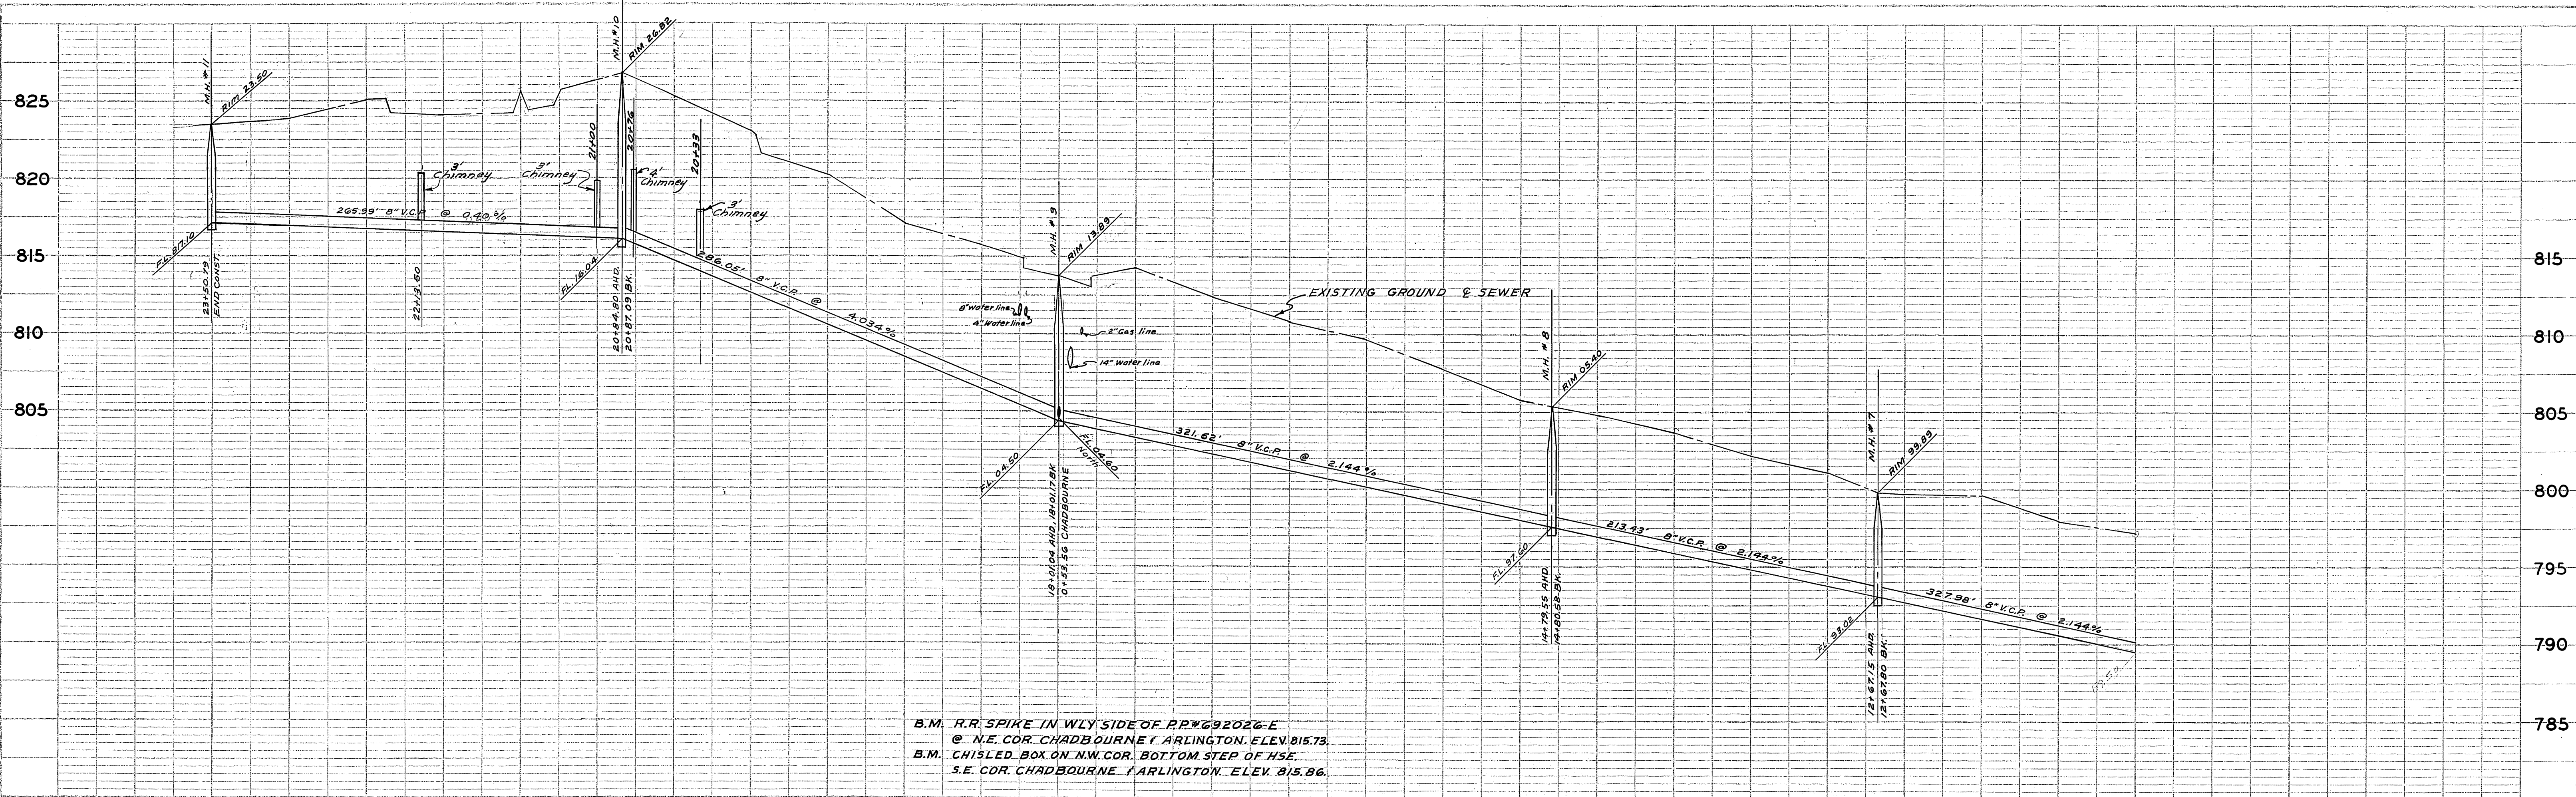 825
820
815
810
805
M.H. # 11
RIM 23.50
F.L. 817.10
23+50.79
END CONST.
265.99' 8" V.C.P. @ 0.40 %
3'
Chimney
22+13.60
3'
Chimney
21+00
M.H. # 10
RIM 26.82
20+76
4'
Chimney
20+33
3'
Chimney
FL. 16.04
20+84.80 AHD.
20+87.09 BK.
286.05' 8" V.C.P. @ 4.034 %
M.H. # 9
RIM 13.89
8" water line
4" Water line
2" Gas line
14" water line
F.L. 04.50
F.L. 04.60
North
18+01.04 AHD, 18+01.17 BK
0+53.56 CHADBOURNE
EXISTING GROUND ℄ SEWER
321.62' 8" V.C.P. @ 2.144 %
M.H. # 8
RIM 05.40
F.L. 97.60
14+79.55 AHD.
14+80.58 BK.
213.43' 8" V.C.P. @ 2.144 %
M.H. # 7
RIM 99.89
F.L. 93.02
12+67.15 AHD.
12+67.80 BK.
327.98' 8" V.C.P. @ 2.144 %
815
810
805
800
795
790
785
B.M. R.R. SPIKE IN WLY SIDE OF P.P.#692026-E
@ N.E. COR. CHADBOURNE & ARLINGTON. ELEV. 815.73.
B.M. CHISLED BOX ON N.W. COR. BOTTOM STEP OF HSE.
S.E. COR. CHADBOURNE & ARLINGTON. ELEV. 815.86.